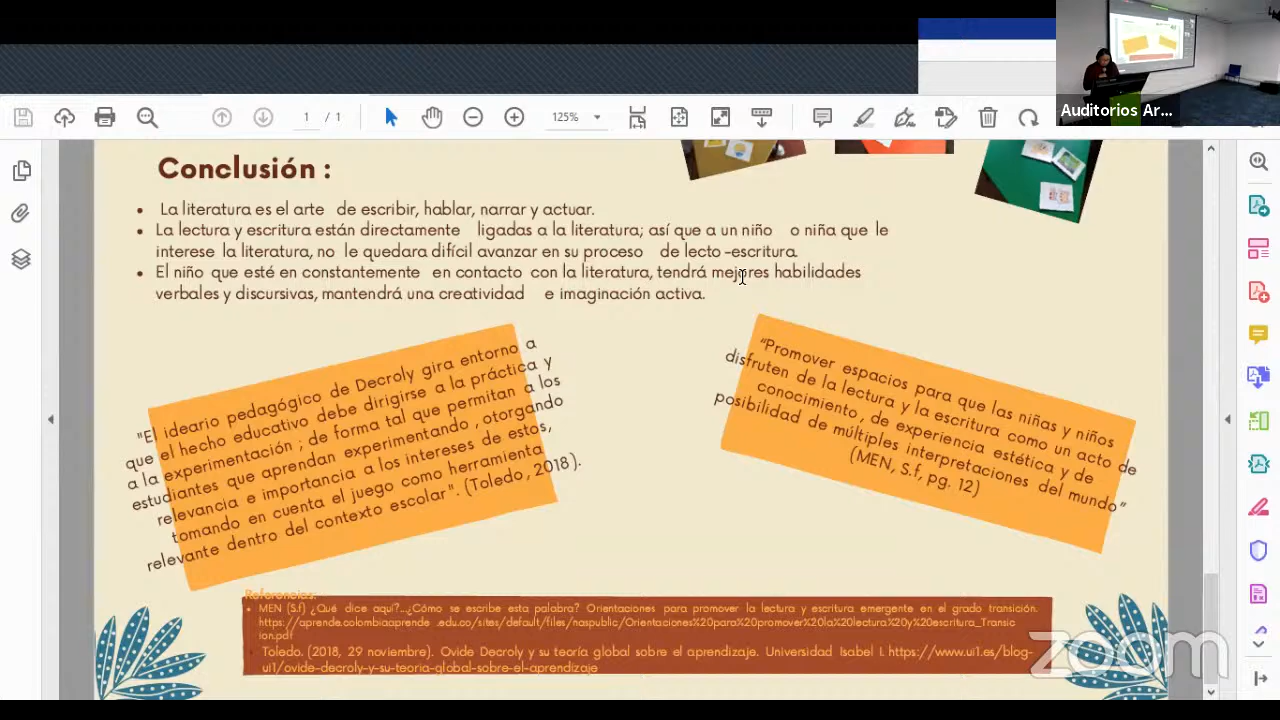 Auditorios Ar...
1 / 1
125%
Conclusión :
• La literatura es el arte de escribir, hablar, narrar y actuar.
• La lectura y escritura están directamente ligadas a la literatura; así que a un niño o niña que le
interese la literatura, no le quedara difícil avanzar en su proceso de lecto -escritura.
• El niño que esté en constantemente en contacto con la literatura, tendrá mejores habilidades
verbales y discursivas, mantendrá una creatividad e imaginación activa.
"El ideario pedagógico de Decroly gira entorno a
que el hecho educativo debe dirigirse a la práctica y
a la experimentación ; de forma tal que permitan a los
estudiantes que aprendan experimentando , otorgando
relevancia e importancia a los intereses de estos,
tomando en cuenta el juego como herramienta
relevante dentro del contexto escolar". (Toledo , 2018).
"Promover espacios para que las niñas y niños
disfruten de la lectura y la escritura como un acto de
conocimiento, de experiencia estética y de
posibilidad de múltiples interpretaciones del mundo"
(MEN, S.f, pg. 12)
Referencias:
• MEN (S.f) ¿Qué dice aquí?...¿Cómo se escribe esta palabra? Orientaciones para promover la lectura y escritura emergente en el grado transición.
https://aprende.colombiaaprende .edu.co/sites/default/files/naspublic/Orientaciones%20para%20promover%20la%20lectura%20y%20escritura_Transic
ion.pdf
Toledo. (2018, 29 noviembre). Ovide Decroly y su teoría global sobre el aprendizaje. Universidad Isabel I. https://www.ui1.es/blog-
ui1/ovide-decroly-y-su-teoria-global-sobre-el-aprendizaje
zoom